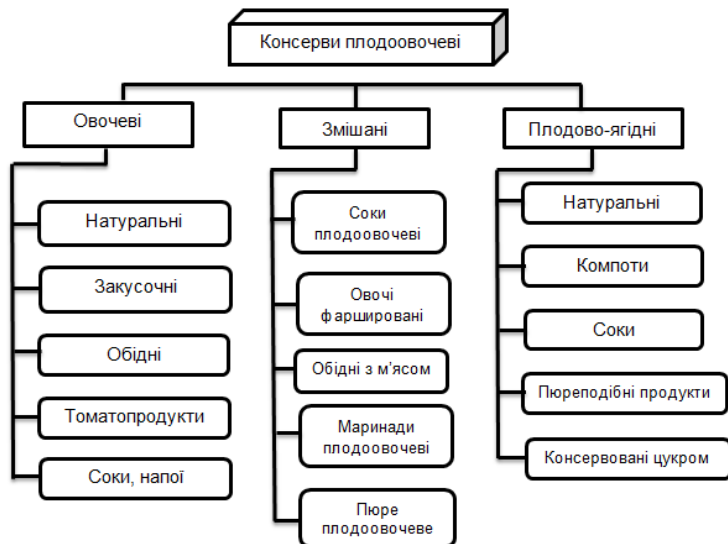 Консерви плодоовочеві
Овочеві
Змішані
Плодово-ягідні
Натуральні
Закусочні
Обідні
Томатопродукти
Соки, напої
Соки
плодоовочеві
Овочі
фаршировані
Обідні з м’ясом
Маринади
плодоовочеві
Пюре
плодоовочеве
Натуральні
Компоти
Соки
Пюреподібні продукти
Консервовані цукром